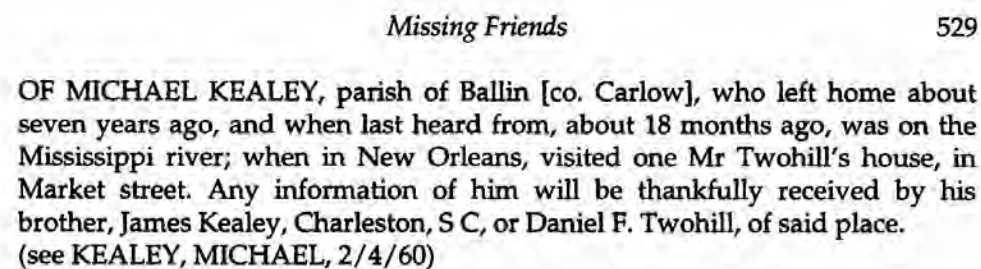 Missing Friends 529
OF MICHAEL KEALEY, parish of Ballin [co. Carlow], who left home about
seven years ago, and when last heard from, about 18 months ago, was on the
Mississippi river; when in New Orleans, visited one Mr Twohill's house, in
Market street. Any information of him will be thankfully received by his
brother, James Kealey, Charleston, S C, or Daniel F. Twohill, of said place.
(see KEALEY, MICHAEL, 2/4/60)